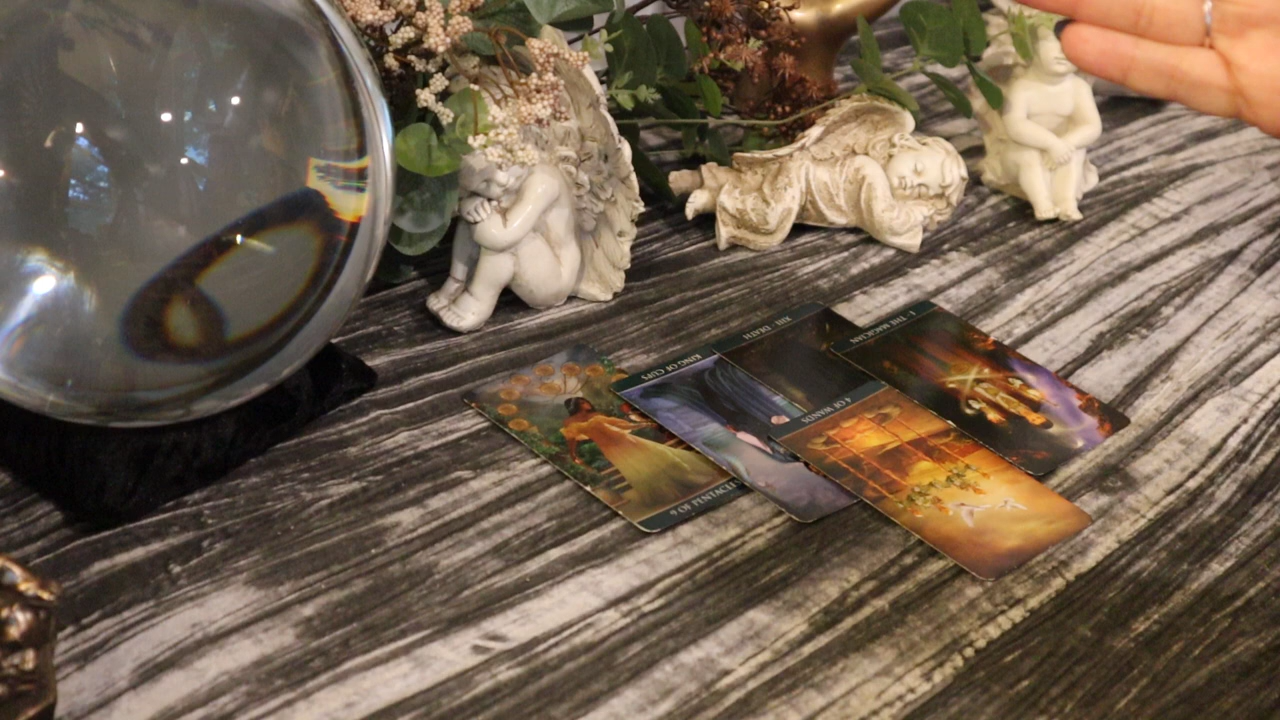 9 OF PENTACLES
KING OF CUPS
XIII - DEATH
4 OF WANDS
I - THE MAGICIAN